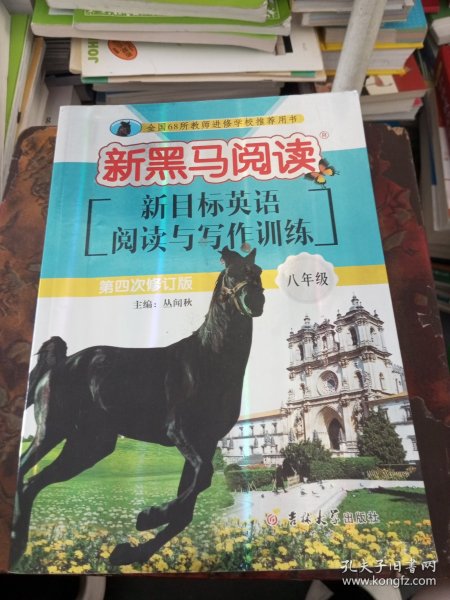 全国68所教师进修学校推荐用书
新黑马阅读®
新目标英语
阅读与写作训练
第四次修订版
八年级
主编：丛闻秋
吉林大学出版社
孔夫子旧书网
www.kongfz.com
JOHN